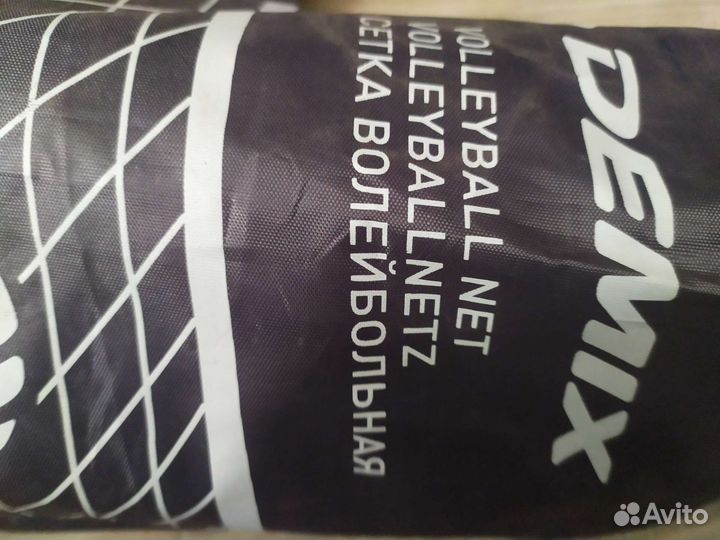 DEMIX
VOLLEYBALL NET
VOLLEYBALLNETZ
СЕТКА ВОЛЕЙБОЛЬНАЯ
Avito